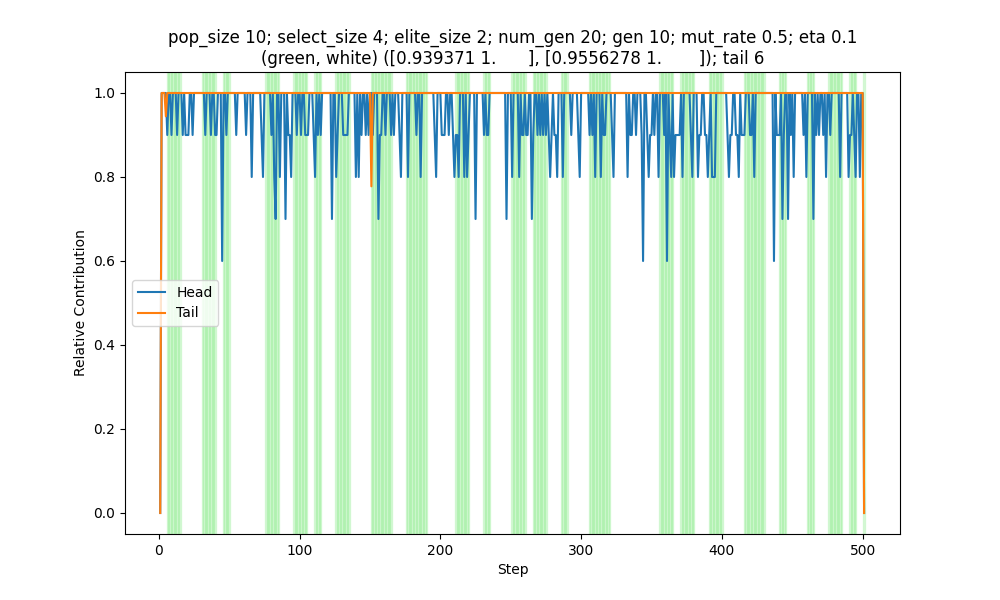 pop_size 10; select_size 4; elite_size 2; num_gen 20; gen 10; mut_rate 0.5; eta 0.1
(green, white) ([0.939371 1.      ], [0.9556278 1.        ]); tail 6
1.0
0.8
0.6
0.4
0.2
0.0
Relative Contribution
Head
Tail
0
100
200
300
400
500
Step